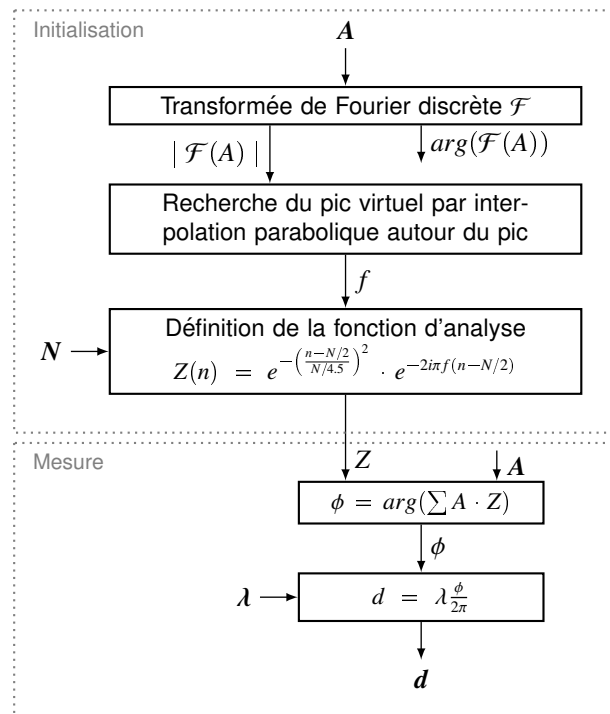 Initialisation
A
Transformée de Fourier discrète ℱ
| ℱ(A) |
arg(ℱ(A))
Recherche du pic virtuel par inter-
polation parabolique autour du pic
f
Définition de la fonction d'analyse
N
Z(n) = e^{-((n-N/2)/(N/4.5))^2} · e^{-2iπf(n-N/2)}
Mesure
Z
A
ϕ = arg(∑ A · Z)
ϕ
λ
d = λ ϕ/2π
d